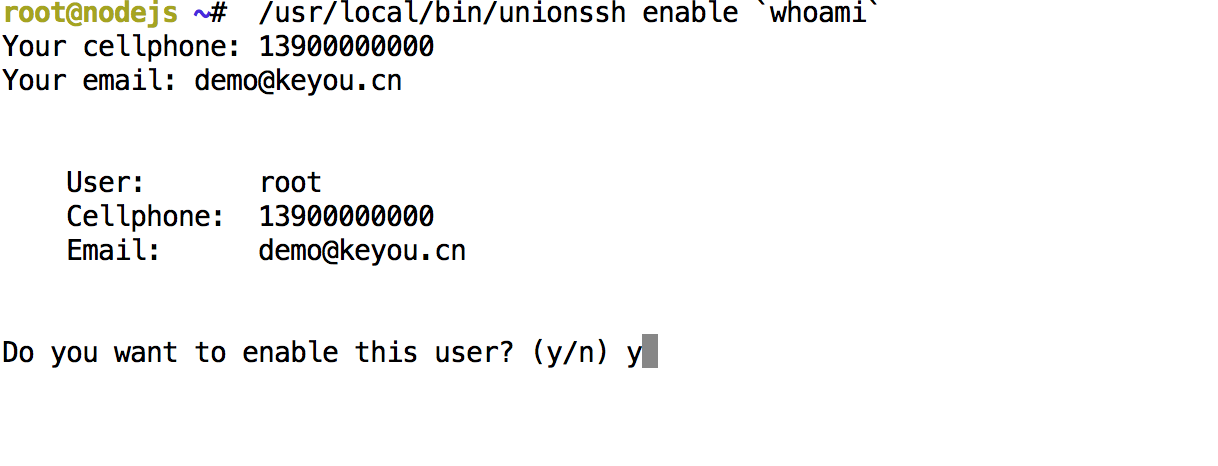 root@nodejs ~#  /usr/local/bin/unionssh enable `whoami`
Your cellphone: 13900000000
Your email: demo@keyou.cn
User:       root
Cellphone:  13900000000
Email:      demo@keyou.cn
Do you want to enable this user? (y/n) y